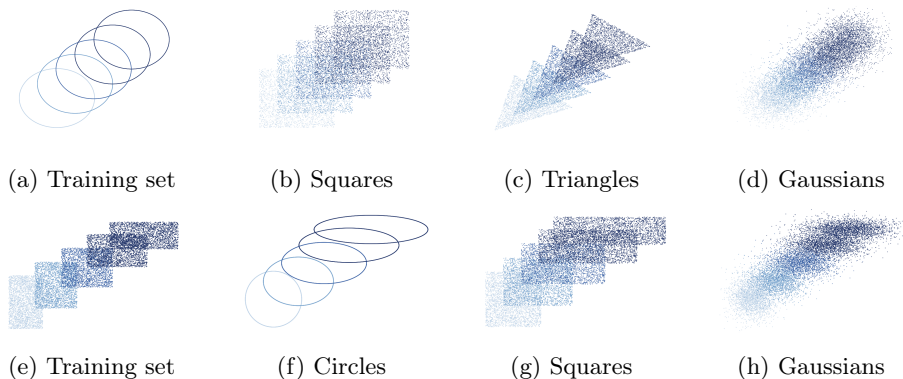 (a) Training set
(b) Squares
(c) Triangles
(d) Gaussians
(e) Training set
(f) Circles
(g) Squares
(h) Gaussians